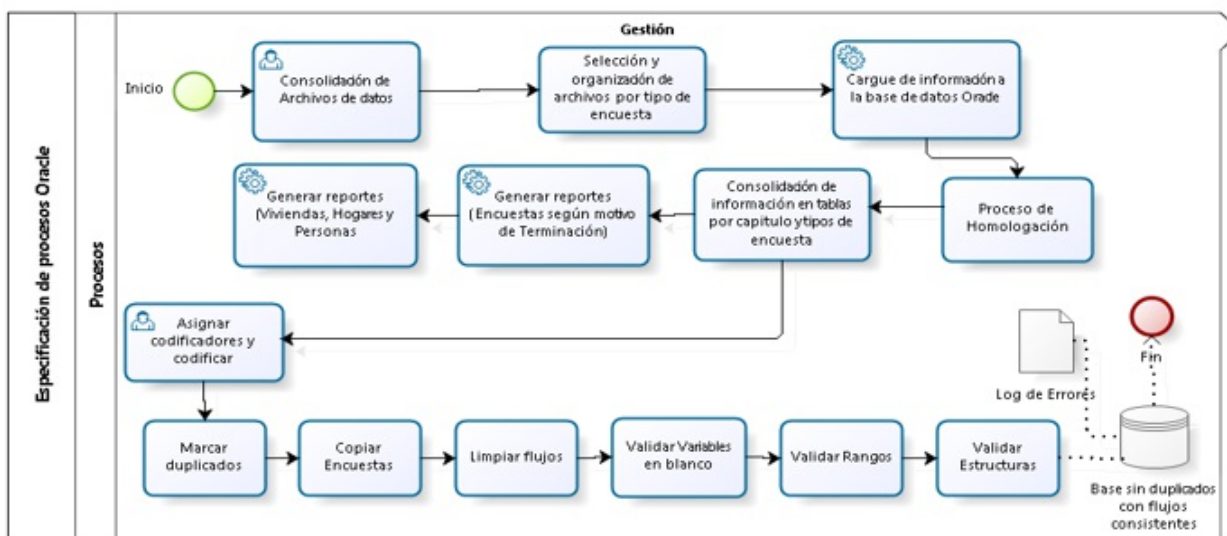 Especificación de procesos Oracle
Procesos
Gestión
Inicio
Consolidación de
Archivos de datos
Selección y
organización de
archivos por tipo de
encuesta
Cargue de información a
la base de datos Orade
Proceso de
Homologación
Consolidación de
información en tablas
por capitulo ytipos de
encuesta
Generar reportes
(Encuestas según motivo
de Terminación)
Generar reportes
(Viviendas, Hogares y
Personas
Asignar
codificadores y
codificar
Marcar
duplicados
Copiar
Encuestas
Limpiar flujos
Validar Variables
en blanco
Validar Rangos
Validar
Estructuras
Log de Errores
Fin
Base sin duplicados
con flujos
consistentes